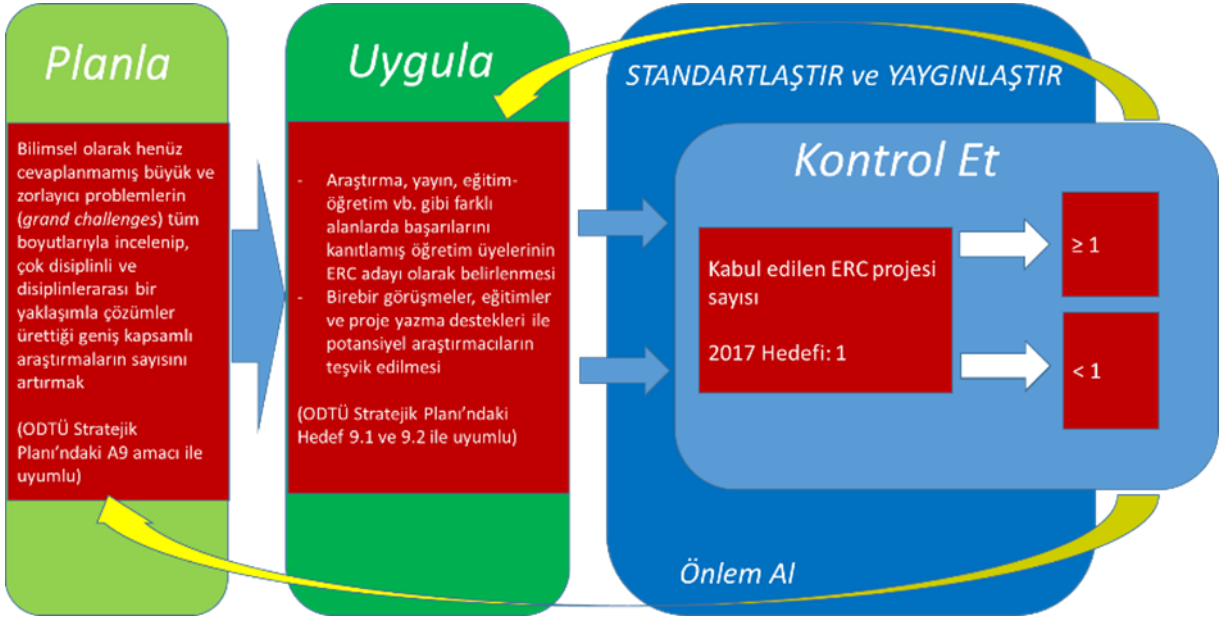 Planla
Bilimsel olarak henüz
cevaplanmamış büyük ve
zorlayıcı problemlerin
(grand challenges) tüm
boyutlarıyla incelenip,
çok disiplinli ve
disiplinlerarası bir
yaklaşımla çözümler
ürettiği geniş kapsamlı
araştırmaların sayısını
artırmak
(ODTÜ Stratejik
Planı’ndaki A9 amacı ile
uyumlu)
Uygula
- Araştırma, yayın, eğitim-
öğretim vb. gibi farklı
alanlarda başarılarını
kanıtlamış öğretim üyelerinin
ERC adayı olarak belirlenmesi
- Birebir görüşmeler, eğitimler
ve proje yazma destekleri ile
potansiyel araştırmacıların
teşvik edilmesi
(ODTÜ Stratejik Planı’ndaki
Hedef 9.1 ve 9.2 ile uyumlu)
STANDARTLAŞTIR ve YAYGINLAŞTIR
Kontrol Et
Kabul edilen ERC projesi
sayısı
2017 Hedefi: 1
≥ 1
< 1
Önlem Al